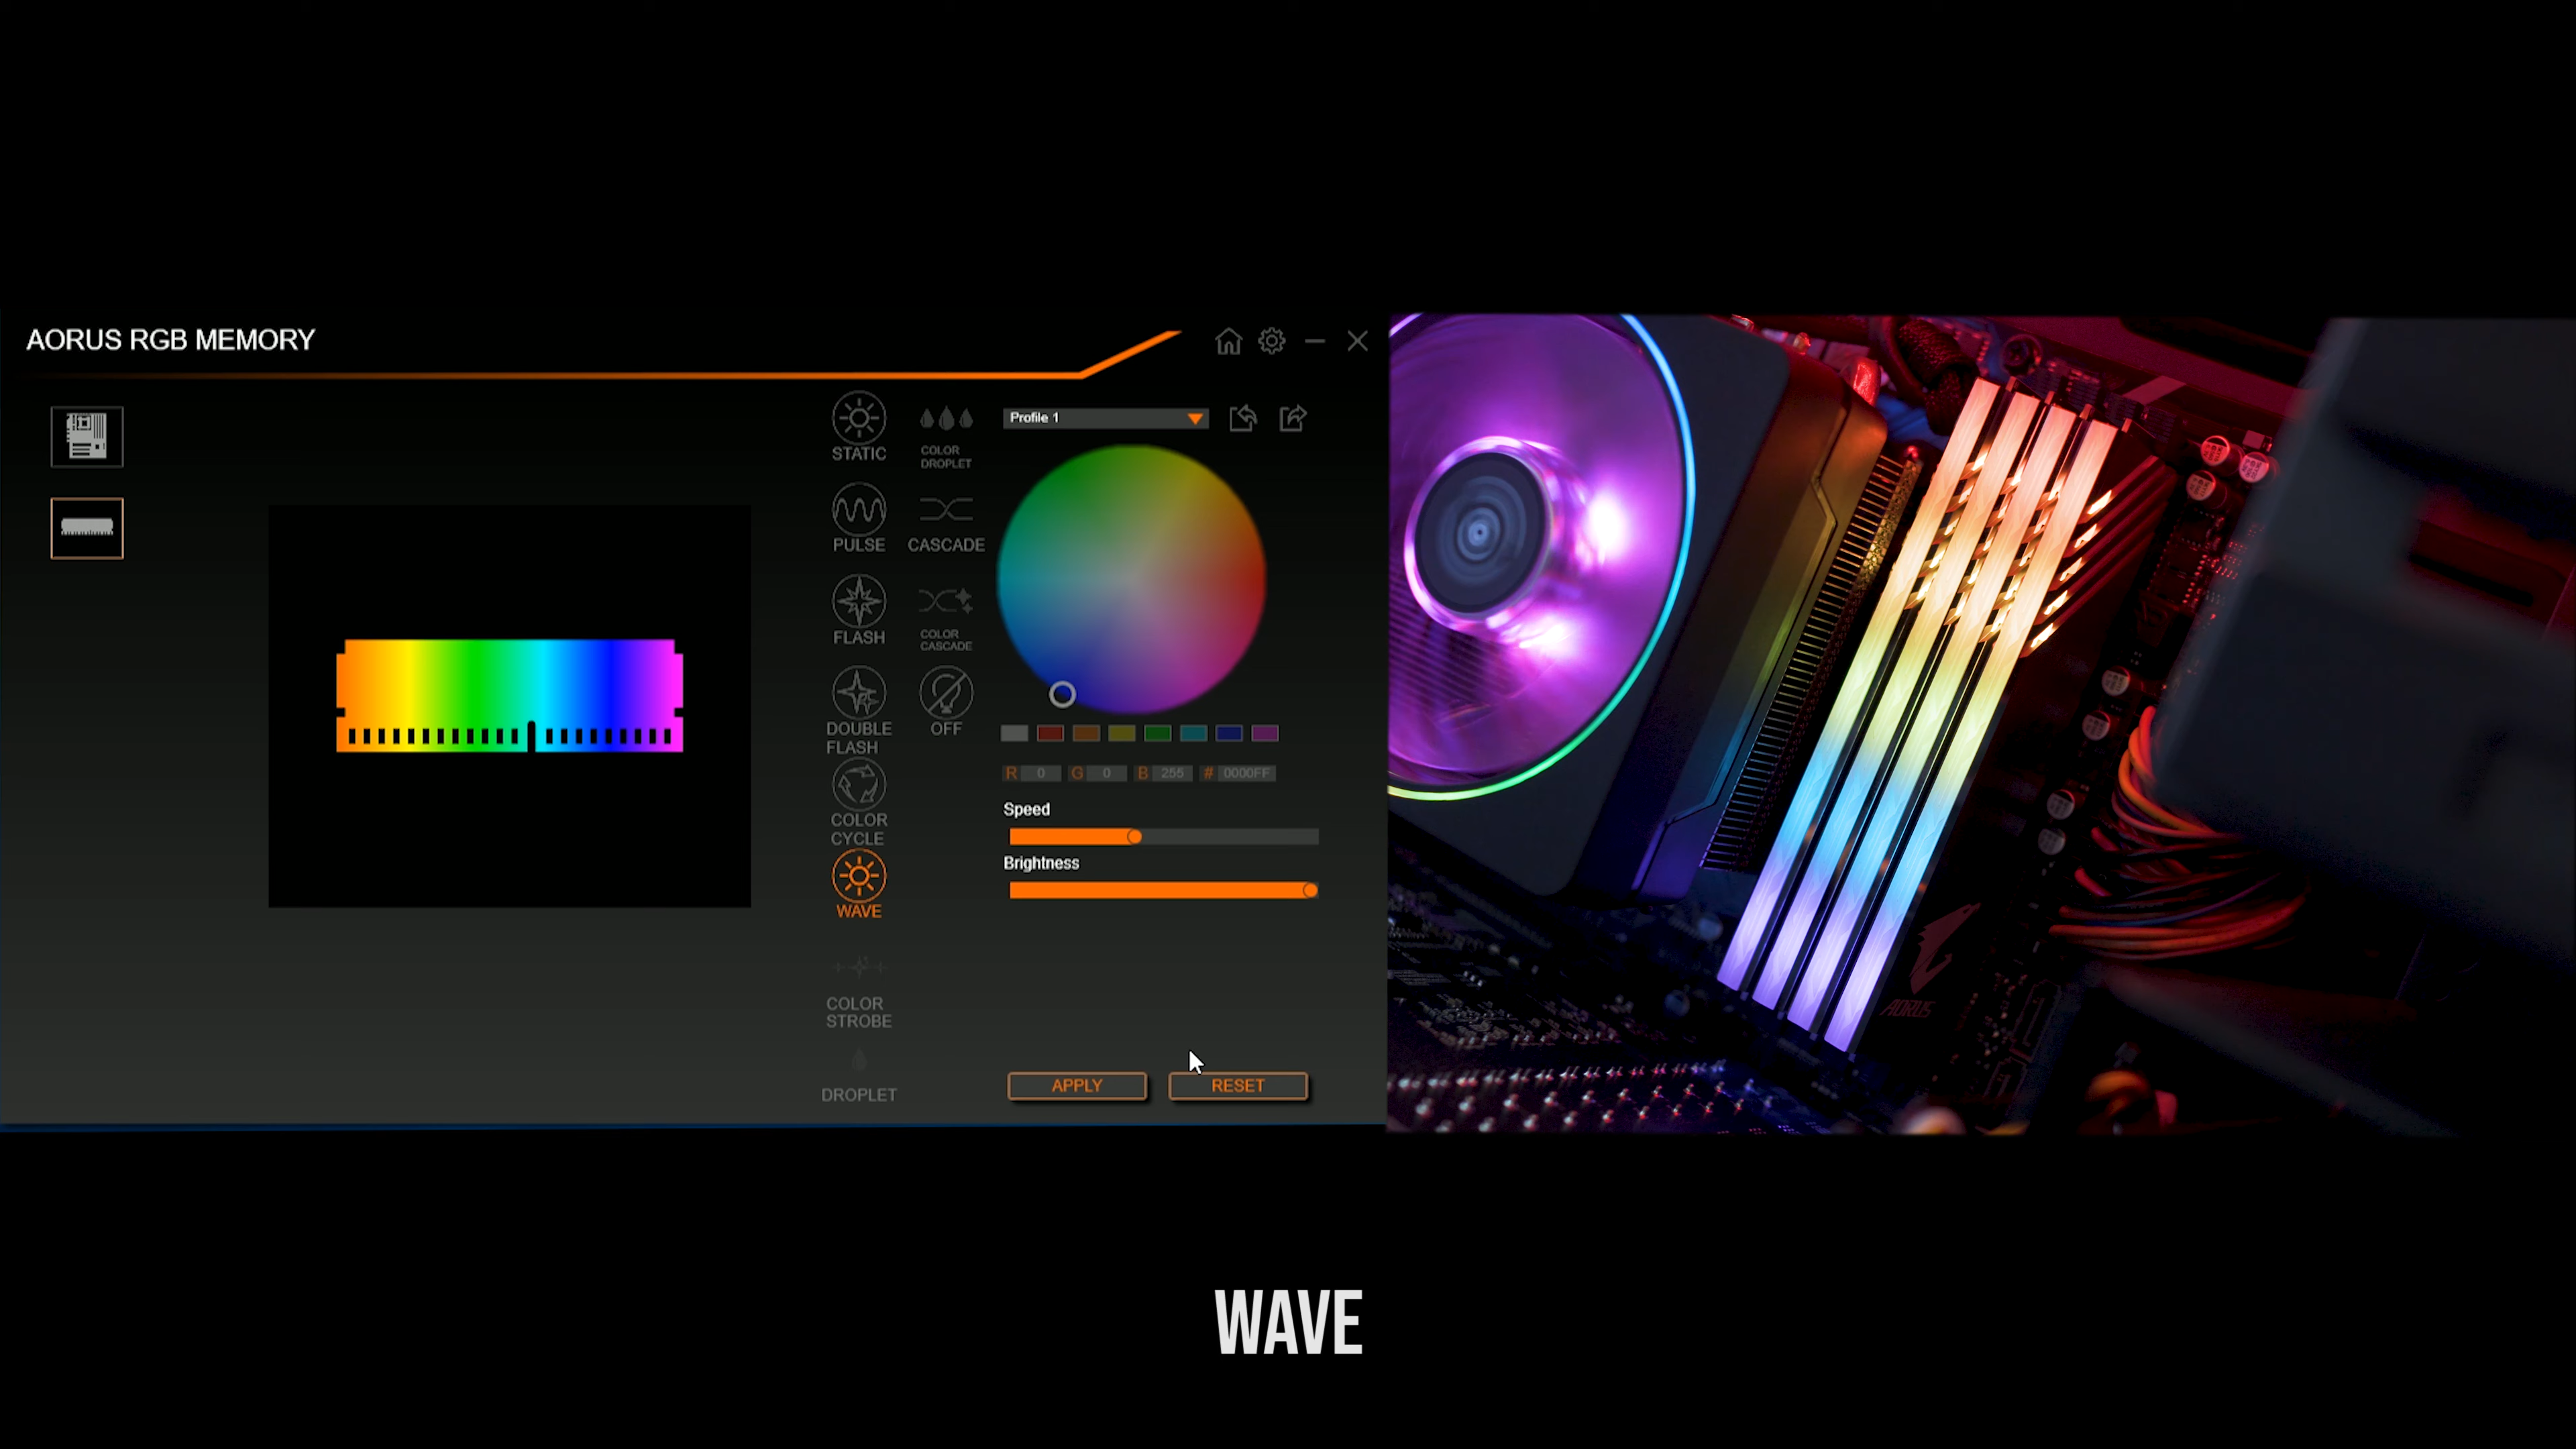 AORUS RGB MEMORY
Profile 1
STATIC
COLOR
DROPLET
PULSE
CASCADE
FLASH
COLOR
CASCADE
DOUBLE
FLASH
OFF
COLOR
CYCLE
WAVE
COLOR
STROBE
DROPLET
R 0 G 0 B 255 # 0000FF
Speed
Brightness
APPLY
RESET
AORUS
WAVE